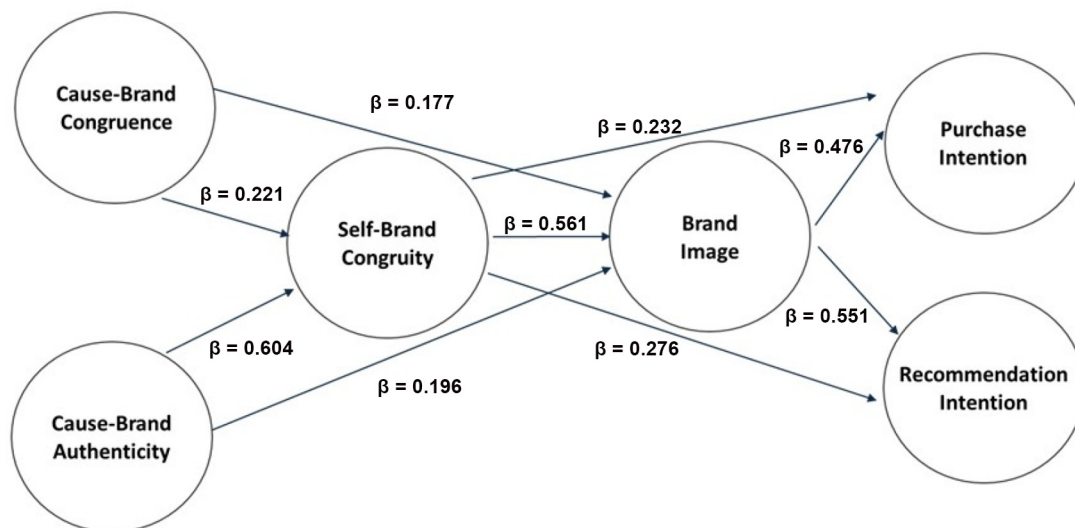 Cause-Brand
Congruence
β = 0.177
β = 0.232
Purchase
Intention
β = 0.476
β = 0.221
Self-Brand
Congruity
β = 0.561
Brand
Image
β = 0.604
β = 0.196
β = 0.276
β = 0.551
Cause-Brand
Authenticity
Recommendation
Intention